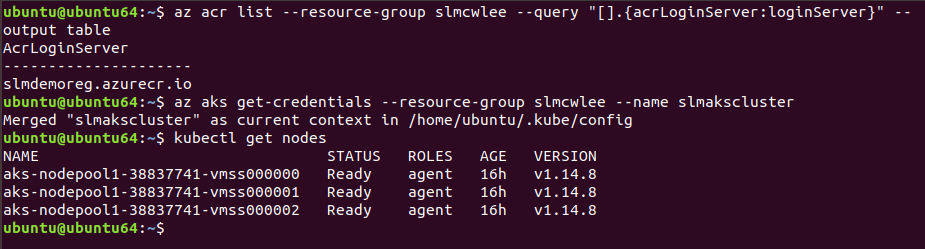 ubuntu@ubuntu64:~$ az acr list --resource-group slmcwlee --query "[].{acrLoginServer:loginServer}" --
output table
AcrLoginServer
---------------------
slmdemoreg.azurecr.io
ubuntu@ubuntu64:~$ az aks get-credentials --resource-group slmcwlee --name slmakscluster
Merged "slmakscluster" as current context in /home/ubuntu/.kube/config
ubuntu@ubuntu64:~$ kubectl get nodes
NAME                                STATUS   ROLES   AGE   VERSION
aks-nodepool1-38837741-vmss000000   Ready    agent   16h   v1.14.8
aks-nodepool1-38837741-vmss000001   Ready    agent   16h   v1.14.8
aks-nodepool1-38837741-vmss000002   Ready    agent   16h   v1.14.8
ubuntu@ubuntu64:~$